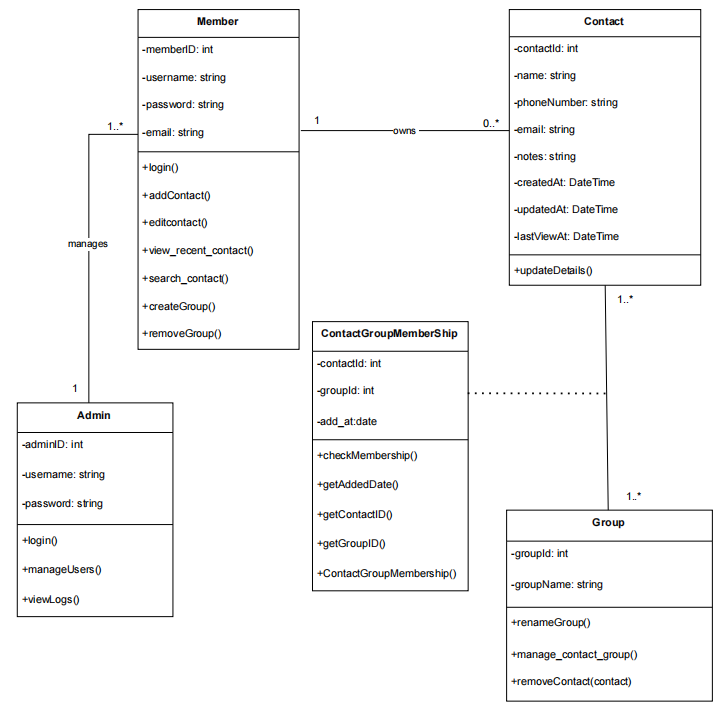 Member
-memberID: int
-username: string
-password: string
-email: string
+login()
+addContact()
+editcontact()
+view_recent_contact()
+search_contact()
+createGroup()
+removeGroup()
1
owns
0..*
Contact
-contactId: int
-name: string
-phoneNumber: string
-email: string
-notes: string
-createdAt: DateTime
-updatedAt: DateTime
-lastViewAt: DateTime
+updateDetails()
1..*
manages
1
Admin
-adminID: int
-username: string
-password: string
+login()
+manageUsers()
+viewLogs()
ContactGroupMemberShip
-contactId: int
-groupId: int
-add_at:date
+checkMembership()
+getAddedDate()
+getContactID()
+getGroupID()
+ContactGroupMembership()
1..*
1..*
Group
-groupId: int
-groupName: string
+renameGroup()
+manage_contact_group()
+removeContact(contact)